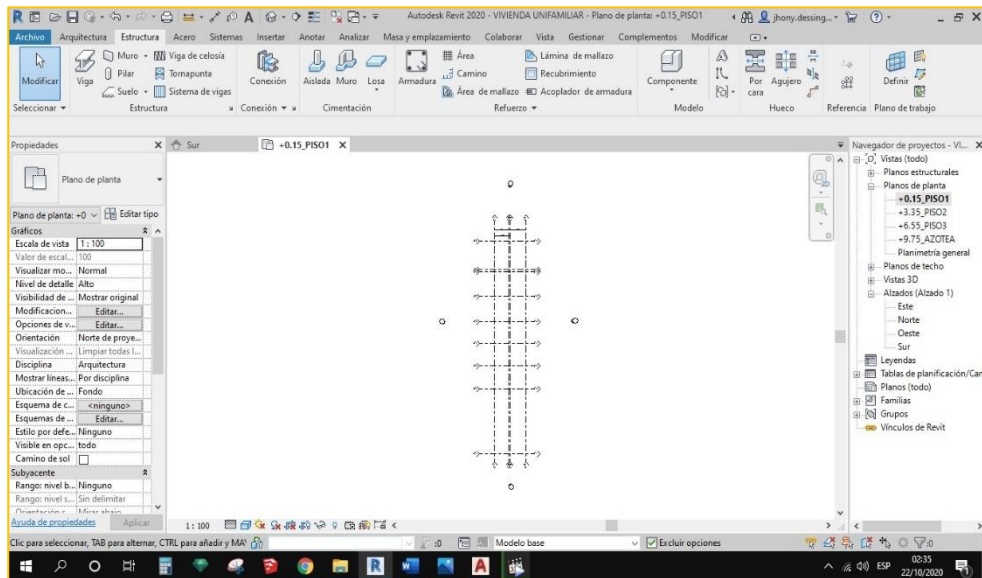 Autodesk Revit 2020 - VIVIENDA UNIFAMILIAR - Plano de planta: +0.15_PISO1
jhony.dessing...
Archivo Arquitectura Estructura Acero Sistemas Insertar Anotar Analizar Masa y emplazamiento Colaborar Vista Gestionar Complementos Modificar
Modificar
Viga
Muro
Pilar
Suelo
Viga de celosía
Tornapunta
Sistema de vigas
Conexión
Aislada Muro Losa
Armadura
Área
Camino
Área de mallazo
Lámina de mallazo
Recubrimiento
Acoplador de armadura
Componente
Por cara
Agujero
Definir
Seleccionar Estructura Conexión Cimentación Refuerzo Modelo Hueco Referencia Plano de trabajo
Propiedades
Sur
+0.15_PISO1
Plano de planta
Plano de planta: +0
Editar tipo
Gráficos
Escala de vista 1 : 100
Valor de escal... 100
Visualizar mo... Normal
Nivel de detalle Alto
Visibilidad de ... Mostrar original
Modificacion... Editar...
Opciones de v... Editar...
Orientación Norte de proye...
Visualización ... Limpiar todas l...
Disciplina Arquitectura
Mostrar líneas... Por disciplina
Ubicación de ... Fondo
Esquema de c... <ninguno>
Esquemas de ... Editar...
Estilo por defe... Ninguno
Visible en opc... todo
Camino de sol
Subyacente
Rango: nivel b... Ninguno
Rango: nivel s... Sin delimitar
Ayuda de propiedades Aplicar
Navegador de proyectos - VI...
Vistas (todo)
Planos estructurales
Planos de planta
+0.15_PISO1
+3.35_PISO2
+6.55_PISO3
+9.75_AZOTEA
Planimetría general
Planos de techo
Vistas 3D
Alzados (Alzado 1)
Este
Norte
Oeste
Sur
Leyendas
Tablas de planificación/Can
Planos (todo)
Familias
Grupos
Vínculos de Revit
1 : 100
Clic para seleccionar, TAB para alternar, CTRL para añadir y MAY
:0
Modelo base
Excluir opciones
:0
ESP
02:35
22/10/2020